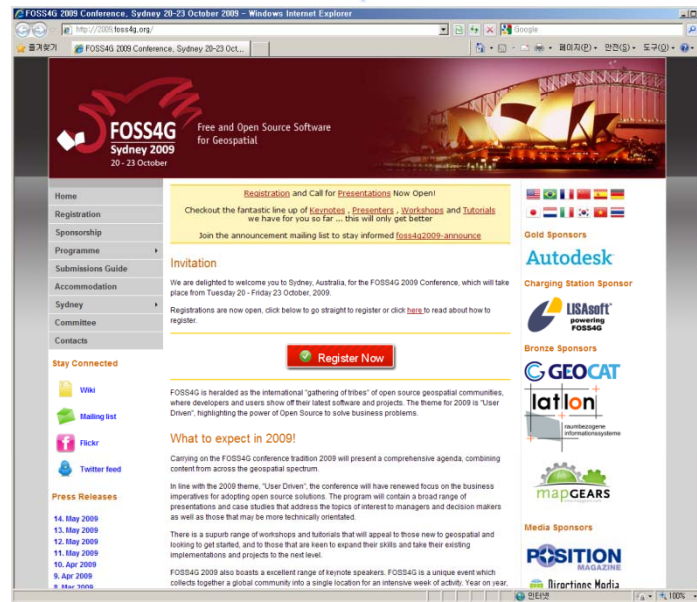 FOSS4G 2009 Conference, Sydney 20-23 October 2009 - Windows Internet Explorer
http://2009.foss4g.org/
Google
즐겨찾기
FOSS4G 2009 Conference, Sydney 20-23 Oct...
페이지(P)
안전(S)
도구(O)
FOSS4G
Sydney 2009
20 - 23 October
Free and Open Source Software
for Geospatial
Home
Registration
Sponsorship
Programme
Submissions Guide
Accommodation
Sydney
Committee
Contacts
Stay Connected
Wiki
Mailing list
Flickr
Twitter feed
Press Releases
14. May 2009
13. May 2009
12. May 2009
11. May 2009
10. Apr 2009
9. Apr 2009
8. Mar 2009
Registration and Call for Presentations Now Open!
Checkout the fantastic line up of Keynotes , Presenters , Workshops and Tutorials
we have for you so far ... this will only get better
Join the announcement mailing list to stay informed foss4g2009-announce
Invitation
We are delighted to welcome you to Sydney, Australia, for the FOSS4G 2009 Conference, which will take
place from Tuesday 20 - Friday 23 October, 2009.
Registrations are now open, click below to go straight to register or click here to read about how to
register.
Register Now
FOSS4G is heralded as the international "gathering of tribes" of open source geospatial communities,
where developers and users show off their latest software and projects. The theme for 2009 is "User
Driven", highlighting the power of Open Source to solve business problems.
What to expect in 2009!
Carrying on the FOSS4G conference tradition 2009 will present a comprehensive agenda, combining
content from across the geospatial spectrum.
In line with the 2009 theme, "User Driven", the conference will have renewed focus on the business
imperatives for adopting open source solutions. The program will contain a broad range of
presentations and case studies that address the topics of interest to managers and decision makers
as well as those that may be more technically orientated.
There is a supurb range of workshops and tutorials that will appeal to those new to geospatial and
looking to get started, and to those that are keen to expand their skills and take their existing
implementations and projects to the next level.
FOSS4G 2009 also boasts a excellent range of keynote speakers. FOSS4G is a unique event which
collects together a global community into a single location for an intensive week of activity. Year on year,
Gold Sponsors
Autodesk
Charging Station Sponsor
LISAsoft
powering
FOSS4G
Bronze Sponsors
GEOCAT
lat/lon
raumbezogene
informationssysteme
mapGEARS
Media Sponsors
POSITION
MAGAZINE
Directions Media
인터넷
100%